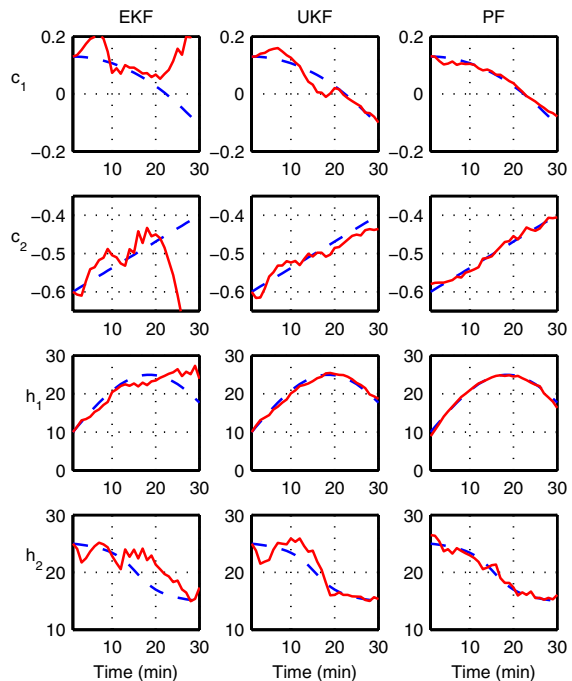 EKF UKF PF
0.2 0.2 0.2
c1 0 0 0
−0.2 −0.2 −0.2
10 20 30 10 20 30 10 20 30
−0.4 −0.4 −0.4
c2 −0.5 −0.5 −0.5
−0.6 −0.6 −0.6
10 20 30 10 20 30 10 20 30
30 30 30
20 20 20
h1
10 10 10
0 0 0
10 20 30 10 20 30 10 20 30
30 30 30
h2 20 20 20
10 10 10
10 20 30 10 20 30 10 20 30
Time (min) Time (min) Time (min)